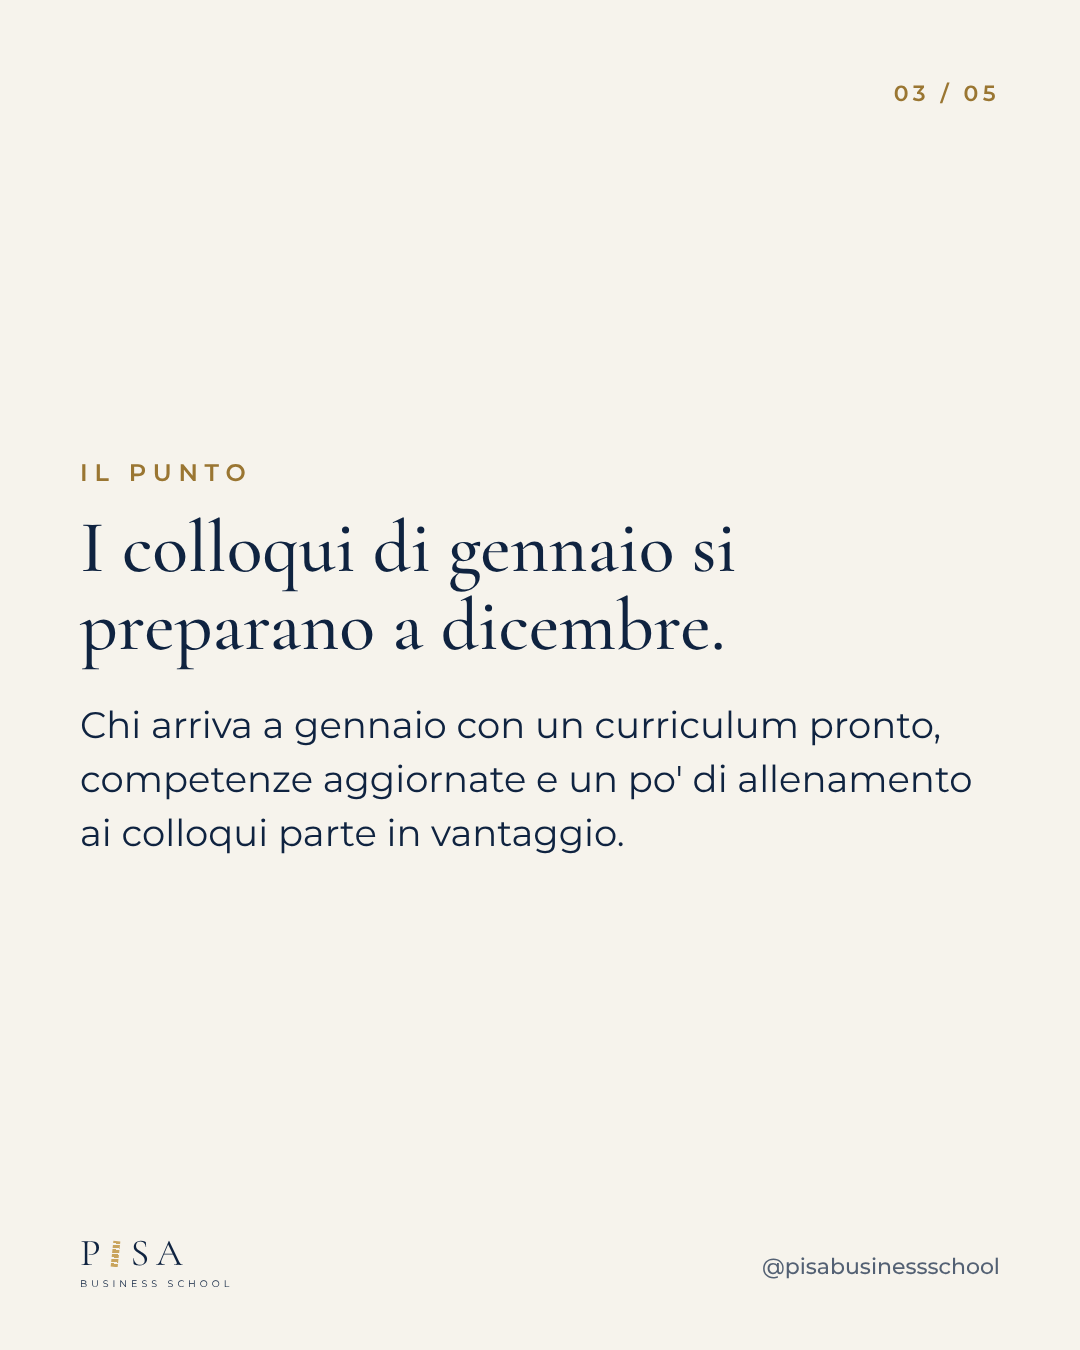 03 / 05
IL PUNTO
I colloqui di gennaio si
preparano a dicembre.
Chi arriva a gennaio con un curriculum pronto,
competenze aggiornate e un po' di allenamento
ai colloqui parte in vantaggio.
PISA
BUSINESS SCHOOL
@pisabusinessschool